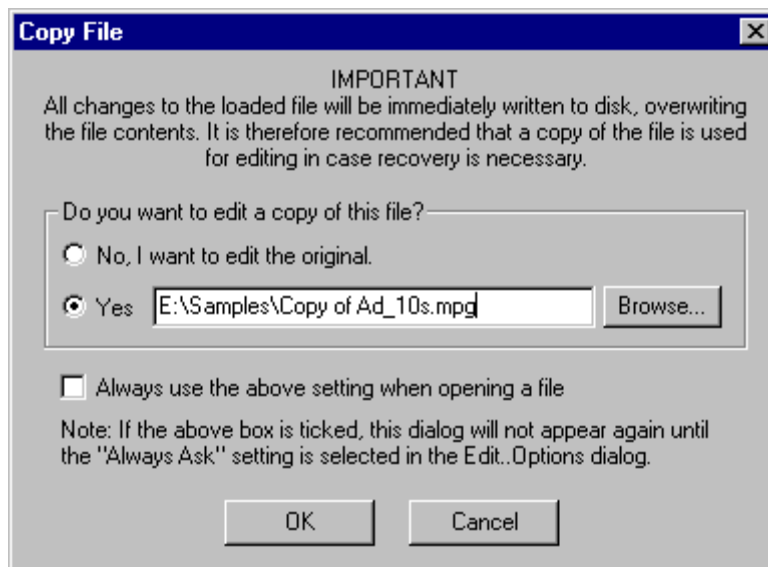 Copy File
IMPORTANT
All changes to the loaded file will be immediately written to disk, overwriting
the file contents. It is therefore recommended that a copy of the file is used
for editing in case recovery is necessary.
Do you want to edit a copy of this file?
No, I want to edit the original.
Yes E:\Samples\Copy of Ad_10s.mpg Browse...
Always use the above setting when opening a file
Note: If the above box is ticked, this dialog will not appear again until
the "Always Ask" setting is selected in the Edit..Options dialog.
OK Cancel